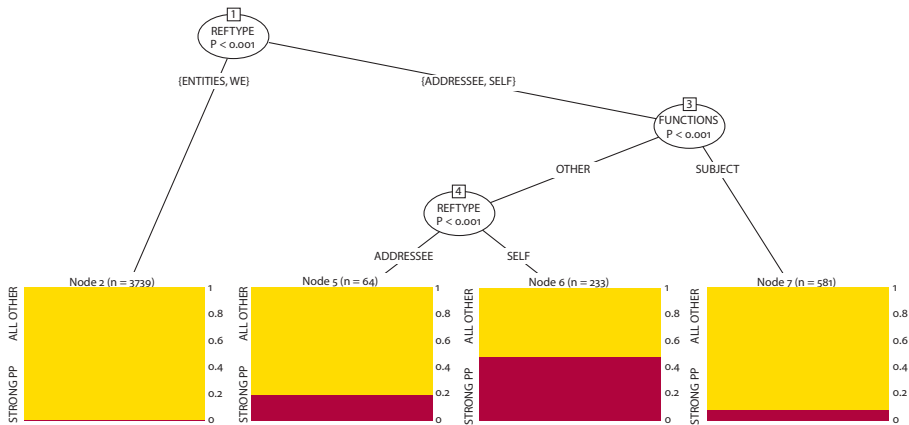 1
REFTYPE
P < 0.001
{ENTITIES, WE}
{ADDRESSEE, SELF}
3
FUNCTIONS
P < 0.001
OTHER
SUBJECT
4
REFTYPE
P < 0.001
ADDRESSEE
SELF
Node 2 (n = 3739)
ALL OTHER
STRONG PP
1
0.8
0.6
0.4
0.2
0
Node 5 (n = 64)
ALL OTHER
STRONG PP
1
0.8
0.6
0.4
0.2
0
Node 6 (n = 233)
ALL OTHER
STRONG PP
1
0.8
0.6
0.4
0.2
0
Node 7 (n = 581)
ALL OTHER
STRONG PP
1
0.8
0.6
0.4
0.2
0